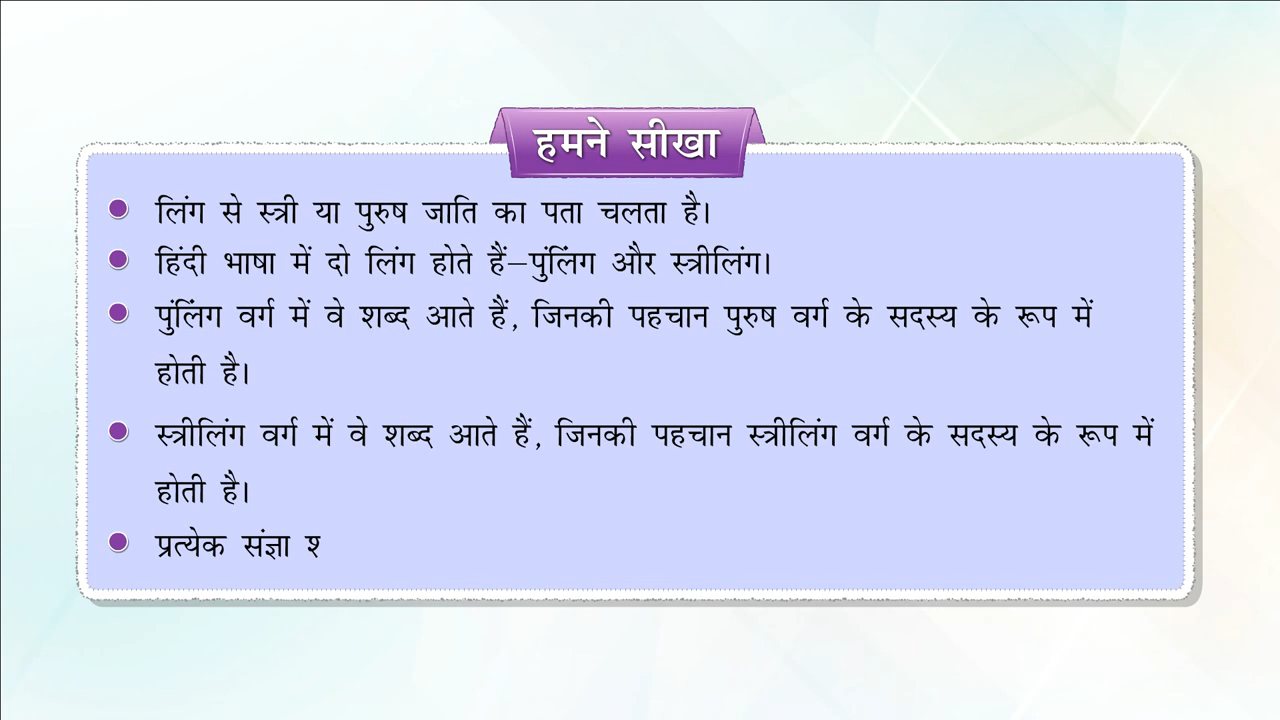 हमने सीखा
लिंग से स्त्री या पुरुष जाति का पता चलता है।
हिंदी भाषा में दो लिंग होते हैं–पुंलिंग और स्त्रीलिंग।
पुंलिंग वर्ग में वे शब्द आते हैं, जिनकी पहचान पुरुष वर्ग के सदस्य के रूप में
होती है।
स्त्रीलिंग वर्ग में वे शब्द आते हैं, जिनकी पहचान स्त्रीलिंग वर्ग के सदस्य के रूप में
होती है।
प्रत्येक संज्ञा श्‍